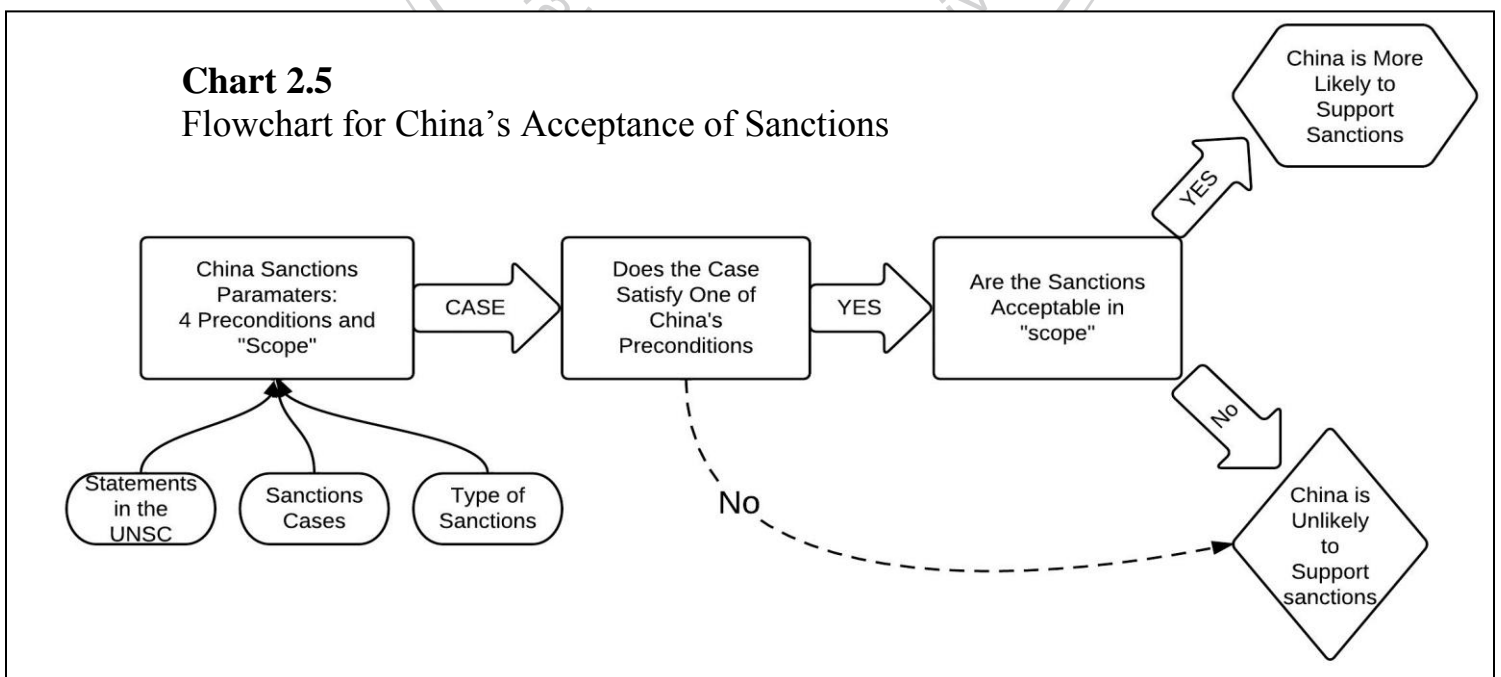 Chart 2.5
Flowchart for China's Acceptance of Sanctions
China is More
Likely to
Support
Sanctions
YES
China Sanctions
Paramaters:
4 Preconditions and
"Scope"
CASE
Does the Case
Satisfy One of
China's
Preconditions
YES
Are the Sanctions
Acceptable in
"scope"
No
Statements
in the
UNSC
Sanctions
Cases
Type of
Sanctions
No
China is
Unlikely
to
Support
sanctions